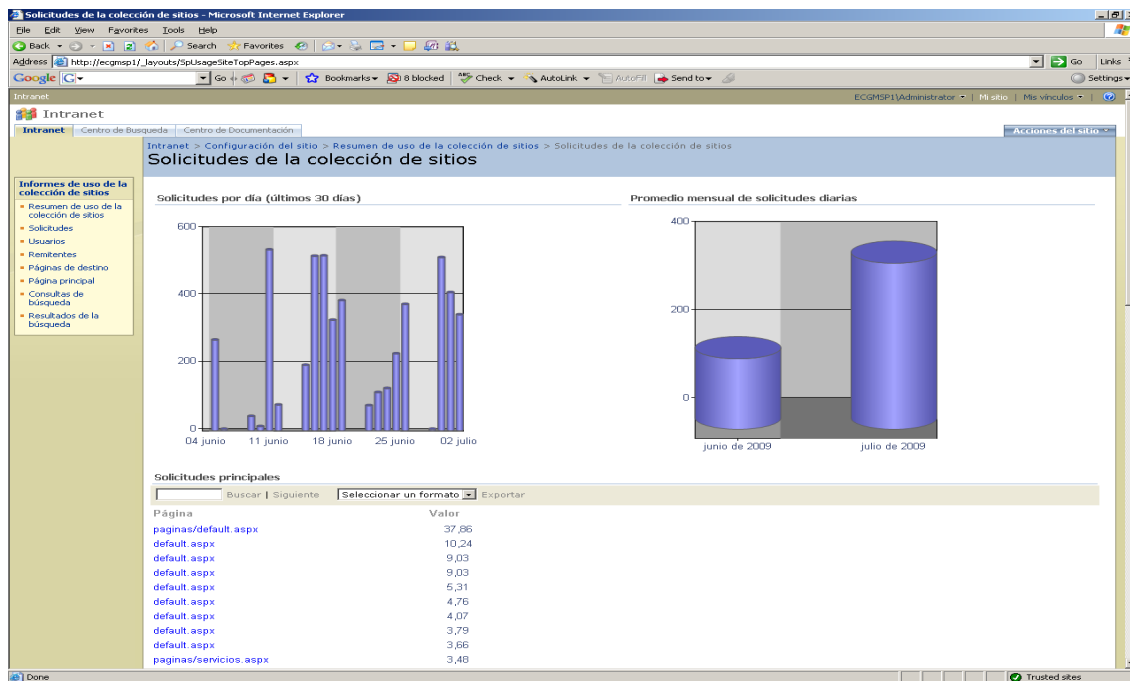 Solicitudes de la colección de sitios - Microsoft Internet Explorer
File Edit View Favorites Tools Help
Back Search Favorites
Address http://ecgmsp1/_layouts/SpUsageSiteTopPages.aspx Go Links
Google G Go Bookmarks 8 blocked Check AutoLink AutoFill Send to Settings
Intranet ECGMSP1\Administrator | Mi sitio | Mis vínculos |
Intranet
Intranet Centro de Busqueda Centro de Documentación Acciones del sitio
Intranet > Configuración del sitio > Resumen de uso de la colección de sitios > Solicitudes de la colección de sitios
Solicitudes de la colección de sitios
Informes de uso de la
colección de sitios
Resumen de uso de la
colección de sitios
Solicitudes
Usuarios
Remitentes
Páginas de destino
Página principal
Consultas de
búsqueda
Resultados de la
búsqueda
Solicitudes por día (últimos 30 días)
600
400
200
0
04 junio 11 junio 18 junio 25 junio 02 julio
Promedio mensual de solicitudes diarias
400
200
0
junio de 2009 julio de 2009
Solicitudes principales
Buscar | Siguiente Seleccionar un formato Exportar
Página Valor
paginas/default.aspx 37,86
default.aspx 10,24
default.aspx 9,03
default.aspx 9,03
default.aspx 5,31
default.aspx 4,76
default.aspx 4,07
default.aspx 3,79
default.aspx 3,66
paginas/servicios.aspx 3,48
Done Trusted sites